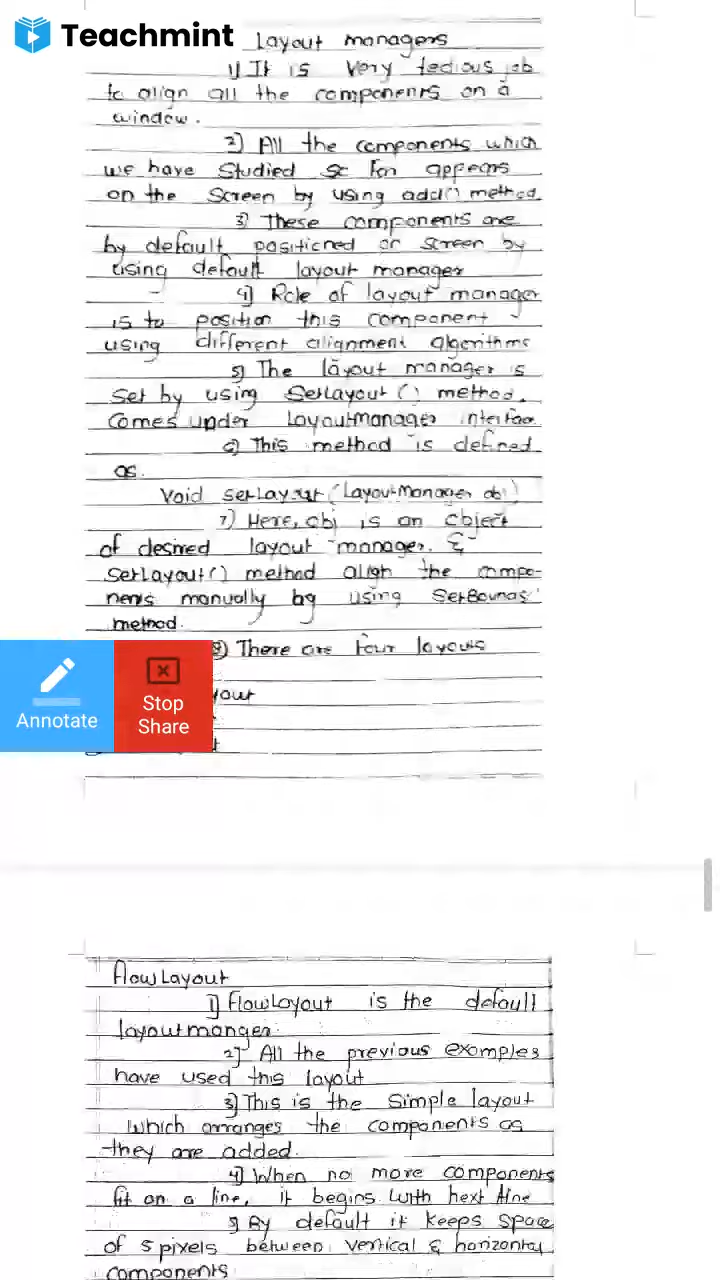 Teachmint
Layout managers
1) It is very tedious job
to align all the components on a
window.
2) All the components which
we have studied so far appears
on the screen by using add() method.
3) These components are
by default positioned on screen by
using default layout manager
4) Role of layout manager
is to position this component
using different alignment algorithms
5) The layout manager is
set by using SetLayout () method.
Comes under LayoutManager interface
6) This method is defined
as.
Void setLayout (LayoutManager obj)
7) Here, obj is an object
of desired layout manager. &
SetLayout() method align the compo-
nents manually by using SetBounds
method.
8) There are four layouts
Annotate
Stop
Share
yout
t
FlowLayout
1) FlowLayout is the default
layoutmanger.
2) All the previous examples
have used this layout
3) This is the simple layout
which arranges the components as
they are added.
4) When no more components
fit on a line, it begins with next line
5) By default it keeps space
of 5 pixels between vertical & horizontal
components